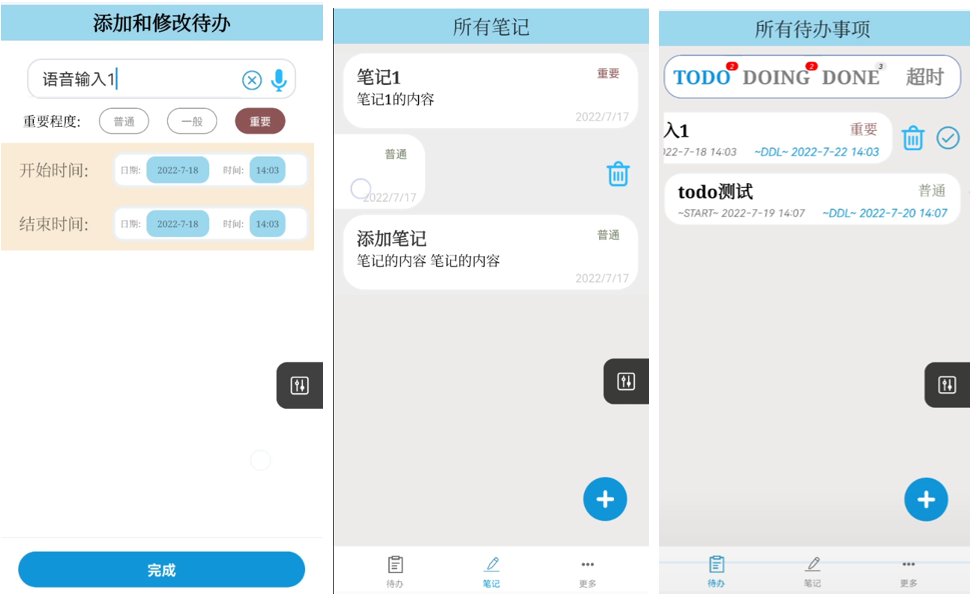 添加和修改待办
语音输入1
重要程度: 普通 一般 重要
开始时间: 日期: 2022-7-18 时间: 14:03
结束时间: 日期: 2022-7-18 时间: 14:03
完成
所有笔记
笔记1 重要
笔记1的内容
2022/7/17
普通
2022/7/17
添加笔记 普通
笔记的内容 笔记的内容
2022/7/17
待办 笔记 更多
所有待办事项
TODO 2 DOING 2 DONE 3 超时
入1 重要
22-7-18 14:03 ~DDL~ 2022-7-22 14:03
todo测试 普通
~START~ 2022-7-19 14:07 ~DDL~ 2022-7-20 14:07
待办 笔记 更多